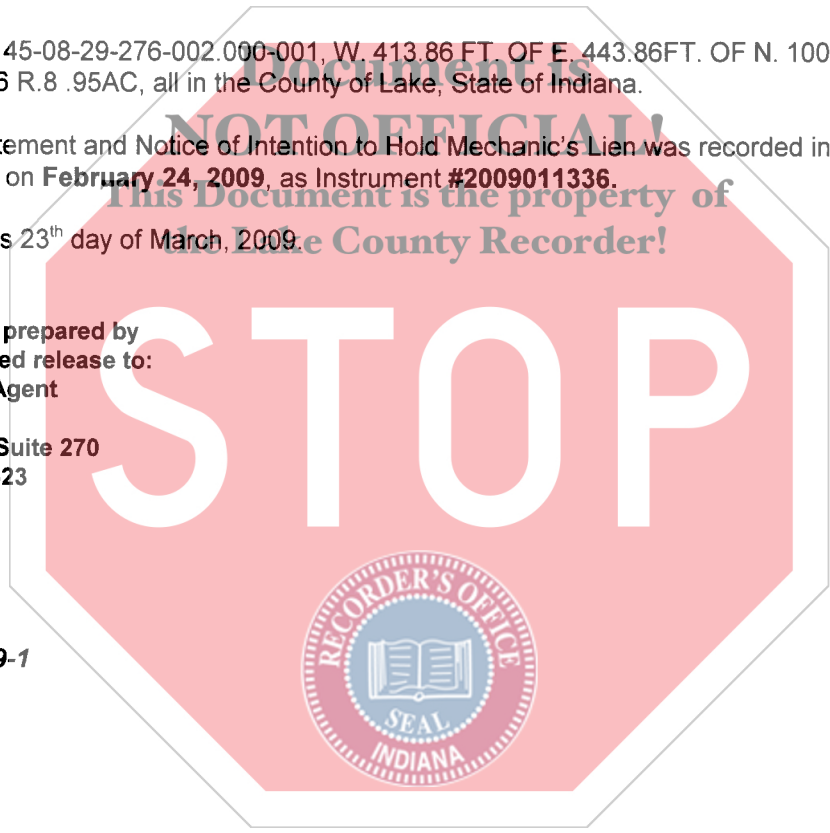 45-08-29-276-002.000-001, W. 413.86 FT. OF E. 443.86FT. OF N. 100
Document is
6 R.8 .95AC, all in the County of Lake, State of Indiana.
NOT OFFICIAL!
tement and Notice of Intention to Hold Mechanic's Lien was recorded in
on February 24, 2009, as Instrument #2009011336.
This Document is the property of
s 23th day of March, 2009.
the Lake County Recorder!
prepared by
ed release to:
Agent
Suite 270
23
STOP
9-1
RECORDER'S OFFICE
SEAL
INDIANA